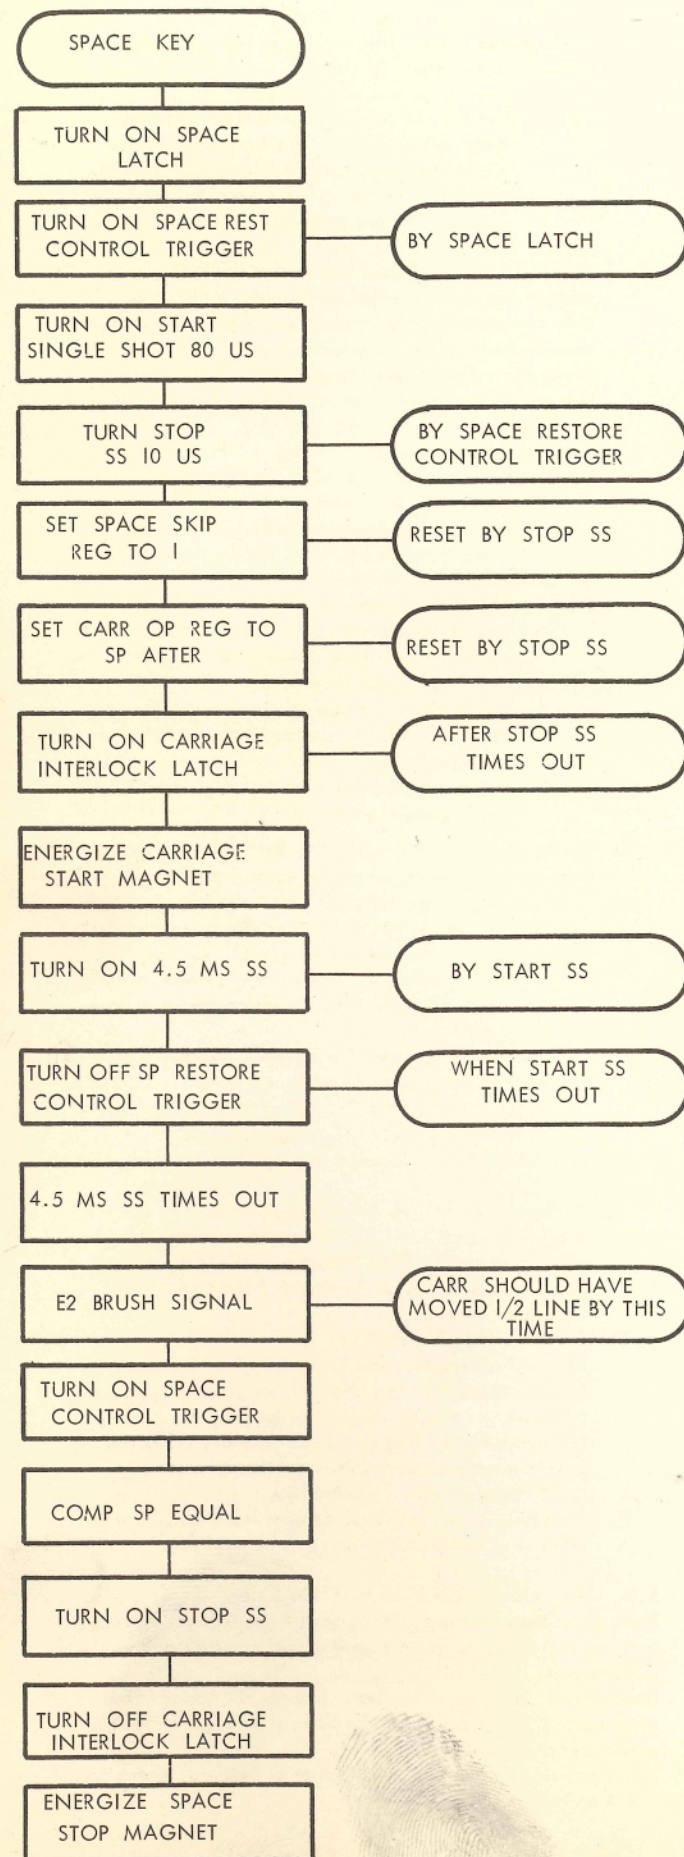 SPACE KEY
TURN ON SPACE
LATCH
TURN ON SPACE REST
CONTROL TRIGGER
BY SPACE LATCH
TURN ON START
SINGLE SHOT 80 US
TURN STOP
SS 10 US
BY SPACE RESTORE
CONTROL TRIGGER
SET SPACE SKIP
REG TO 1
RESET BY STOP SS
SET CARR OP REG TO
SP AFTER
RESET BY STOP SS
TURN ON CARRIAGE
INTERLOCK LATCH
AFTER STOP SS
TIMES OUT
ENERGIZE CARRIAGE
START MAGNET
TURN ON 4.5 MS SS
BY START SS
TURN OFF SP RESTORE
CONTROL TRIGGER
WHEN START SS
TIMES OUT
4.5 MS SS TIMES OUT
E2 BRUSH SIGNAL
CARR SHOULD HAVE
MOVED 1/2 LINE BY THIS
TIME
TURN ON SPACE
CONTROL TRIGGER
COMP SP EQUAL
TURN ON STOP SS
TURN OFF CARRIAGE
INTERLOCK LATCH
ENERGIZE SPACE
STOP MAGNET